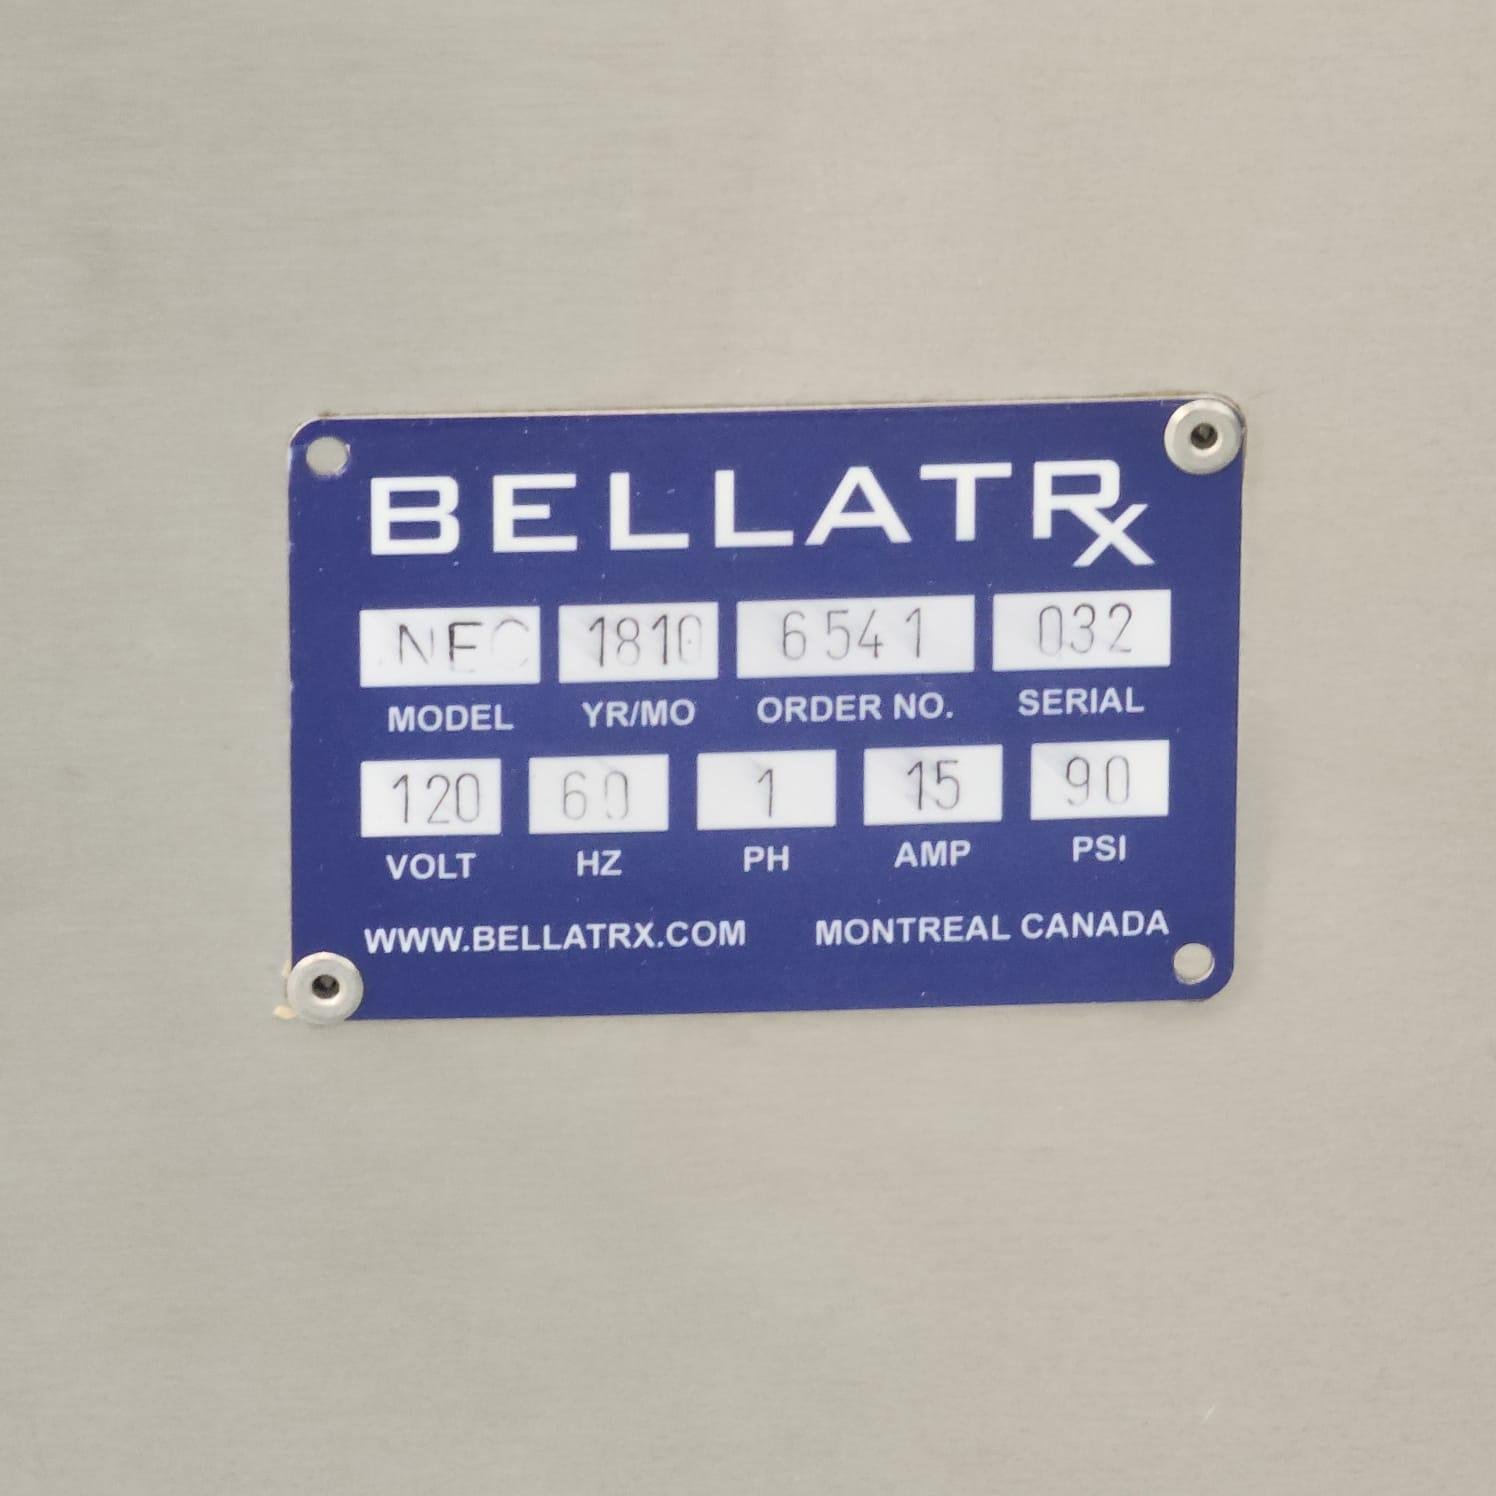 BELLATRX
NEC 1810 6541 032
MODEL YR/MO ORDER NO. SERIAL
120 60 1 15 90
VOLT HZ PH AMP PSI
WWW.BELLATRX.COM MONTREAL CANADA